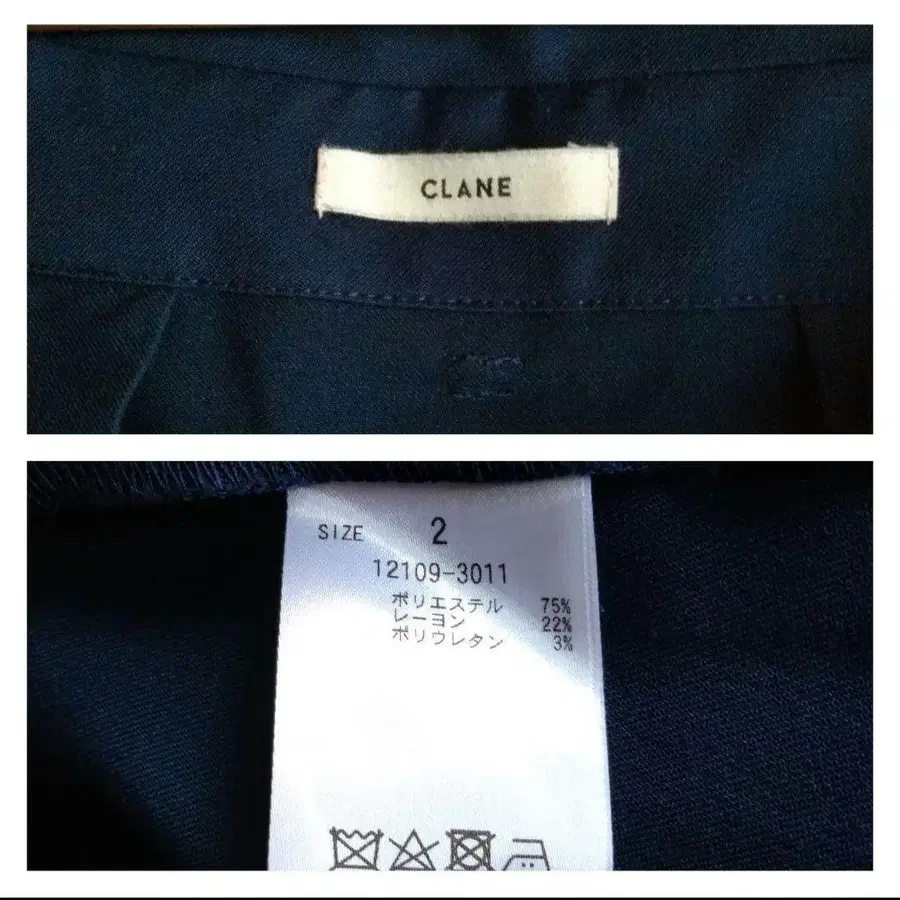 CLANE
SIZE 2
12109-3011
ポリエステル 75%
レーヨン 22%
ポリウレタン 3%